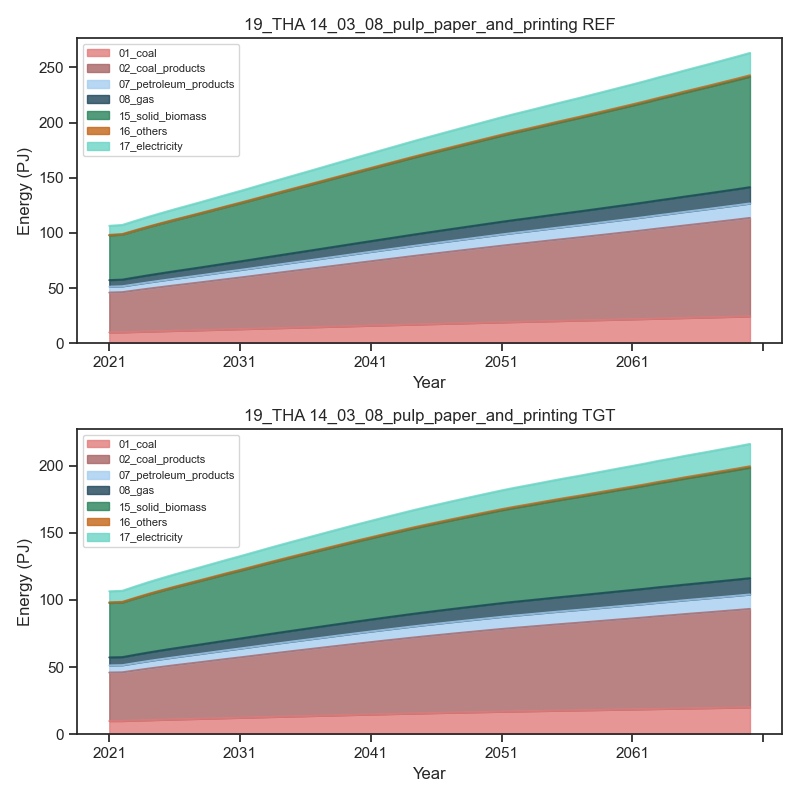 19_THA 14_03_08_pulp_paper_and_printing REF
01_coal
02_coal_products
07_petroleum_products
08_gas
15_solid_biomass
16_others
17_electricity
Energy (PJ)
250
200
150
100
50
0
2021 2031 2041 2051 2061
Year
19_THA 14_03_08_pulp_paper_and_printing TGT
01_coal
02_coal_products
07_petroleum_products
08_gas
15_solid_biomass
16_others
17_electricity
Energy (PJ)
200
150
100
50
0
2021 2031 2041 2051 2061
Year